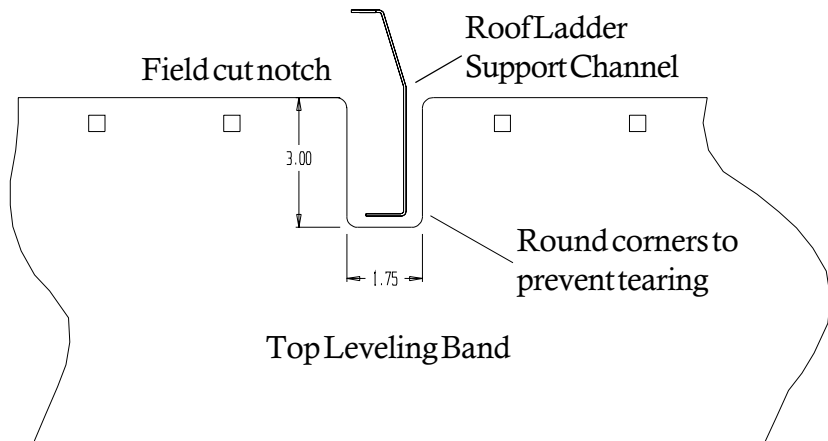 Roof Ladder
Support Channel
Field cut notch
3.00
Round corners to
prevent tearing
1.75
Top Leveling Band